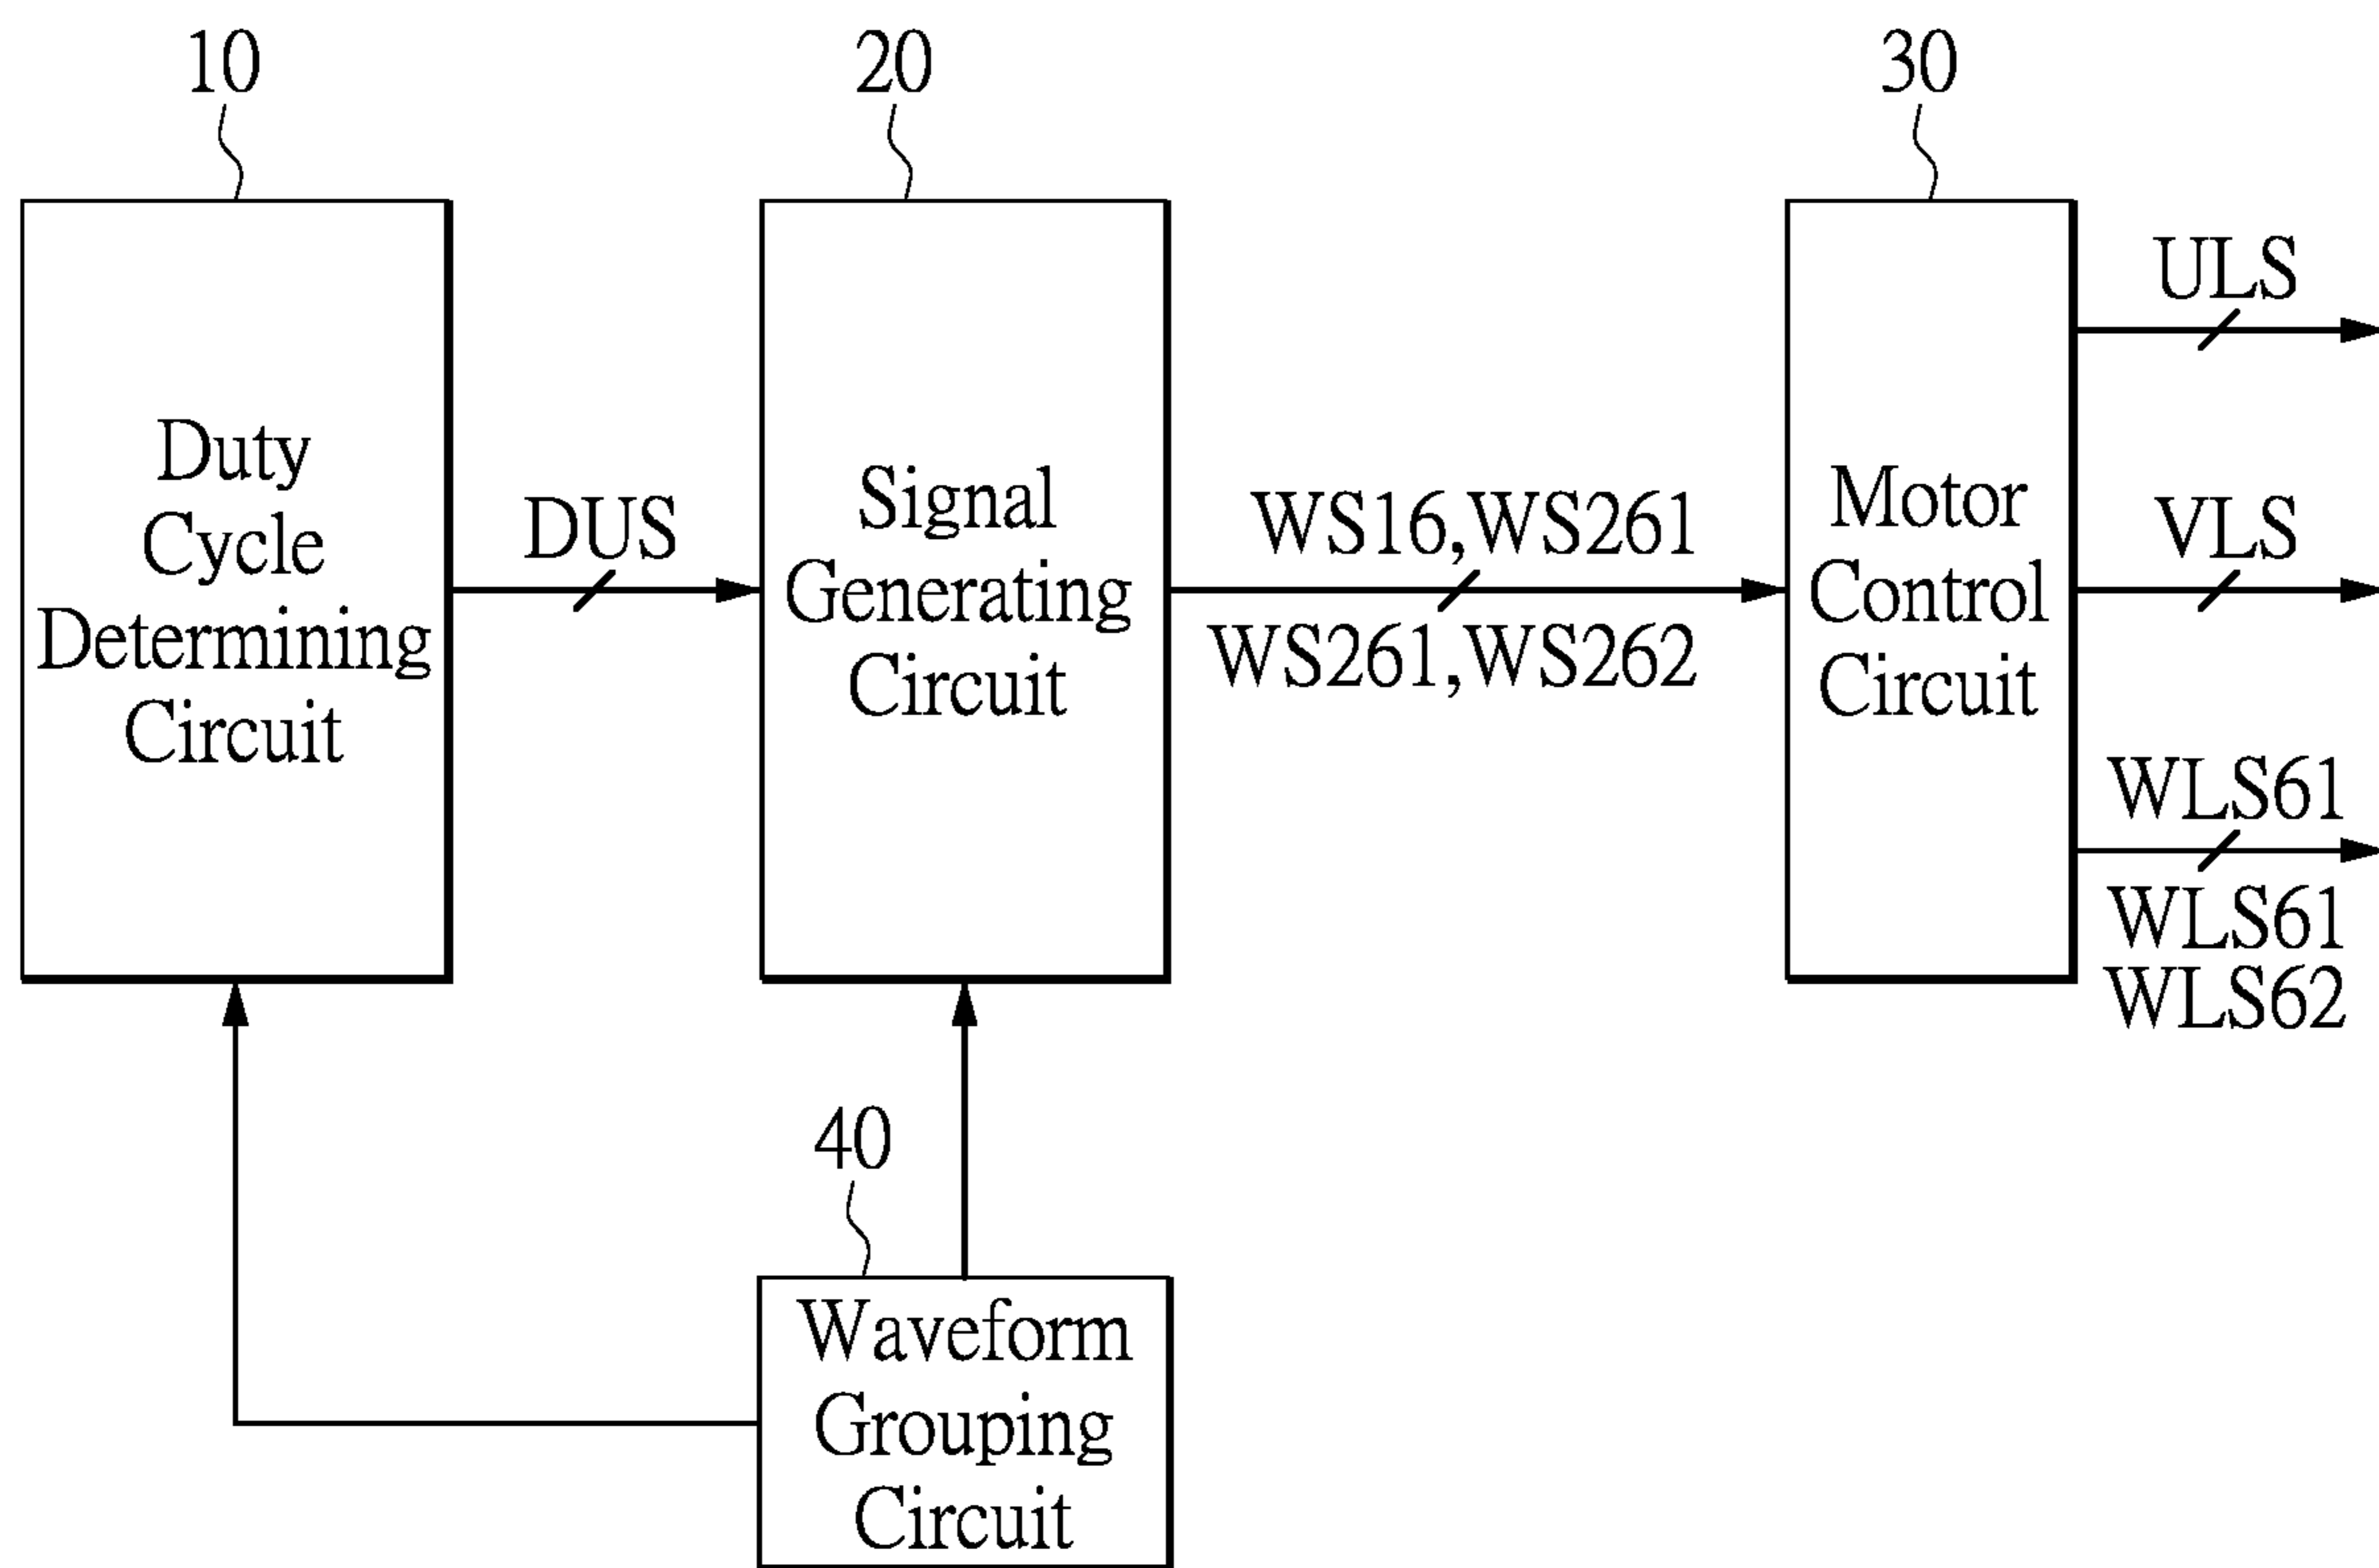 10
20
30
Duty
Cycle
Determining
Circuit
DUS
Signal
Generating
Circuit
WS16,WS261
WS261,WS262
Motor
Control
Circuit
ULS
VLS
WLS61
WLS61
WLS62
40
Waveform
Grouping
Circuit